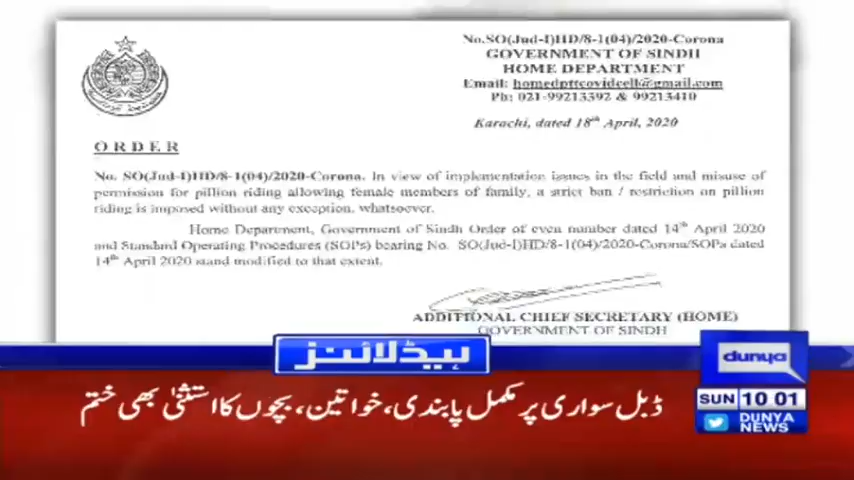 No.SO(Jud-I)HD/8-1(04)/2020-Corona
GOVERNMENT OF SINDH
HOME DEPARTMENT
Email: homedpttcovidcell@gmail.com
Ph: 021-99213392 & 99213410
Karachi, dated 18th April, 2020
ORDER
No. SO(Jud-I)HD/8-1(04)/2020-Corona. In view of implementation issues in the field and misuse of
permission for pillion riding allowing female members of family, a strict ban / restriction on pillion
riding is imposed without any exception, whatsoever.
Home Department, Government of Sindh Order of even number dated 14th April 2020
and Standard Operating Procedures (SOPs) bearing No. SO(Jud-I)HD/8-1(04)/2020-Corona/SOPs dated
14th April 2020 stand modified to that extent.
ADDITIONAL CHIEF SECRETARY (HOME)
GOVERNMENT OF SINDH
ہیڈلائنز
dunya
ڈبل سواری پر مکمل پابندی، خواتین، بچوں کا استثنیٰ بھی ختم
SUN 10 01
DUNYA
NEWS